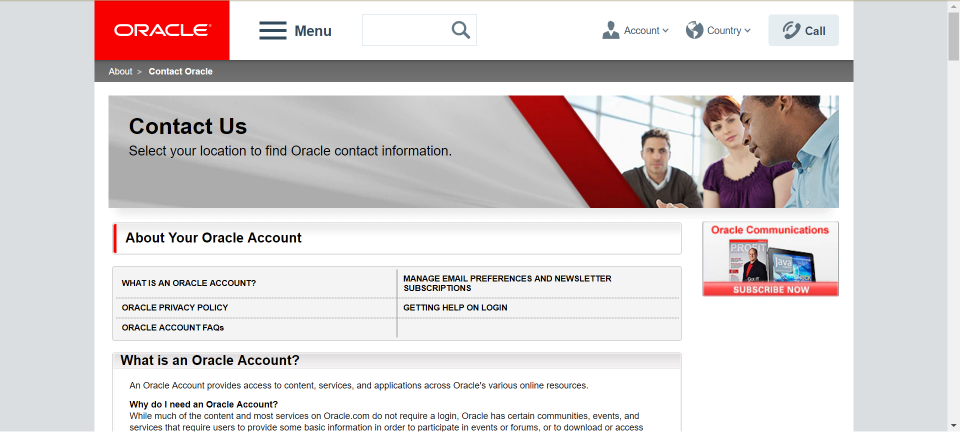 ORACLE
Menu
Account
Country
Call
About > Contact Oracle
Contact Us
Select your location to find Oracle contact information.
About Your Oracle Account
Oracle Communications
PROFIT
java
SUBSCRIBE NOW
WHAT IS AN ORACLE ACCOUNT?
MANAGE EMAIL PREFERENCES AND NEWSLETTER
SUBSCRIPTIONS
ORACLE PRIVACY POLICY
GETTING HELP ON LOGIN
ORACLE ACCOUNT FAQs
What is an Oracle Account?
An Oracle Account provides access to content, services, and applications across Oracle's various online resources.
Why do I need an Oracle Account?
While much of the content and most services on Oracle.com do not require a login, Oracle has certain communities, events, and
services that require users to provide some basic information in order to participate in events or forums, or to download or access